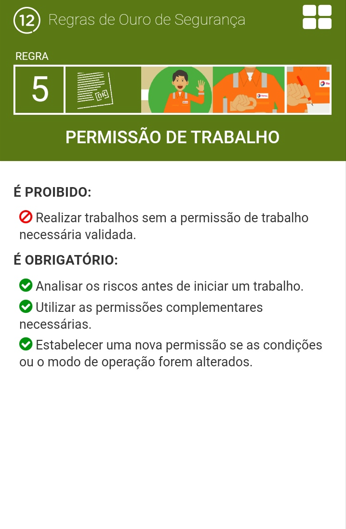 12 Regras de Ouro de Segurança
REGRA
5
PERMISSÃO DE TRABALHO
É PROIBIDO:
Realizar trabalhos sem a permissão de trabalho
necessária validada.
É OBRIGATÓRIO:
Analisar os riscos antes de iniciar um trabalho.
Utilizar as permissões complementares
necessárias.
Estabelecer uma nova permissão se as condições
ou o modo de operação forem alterados.